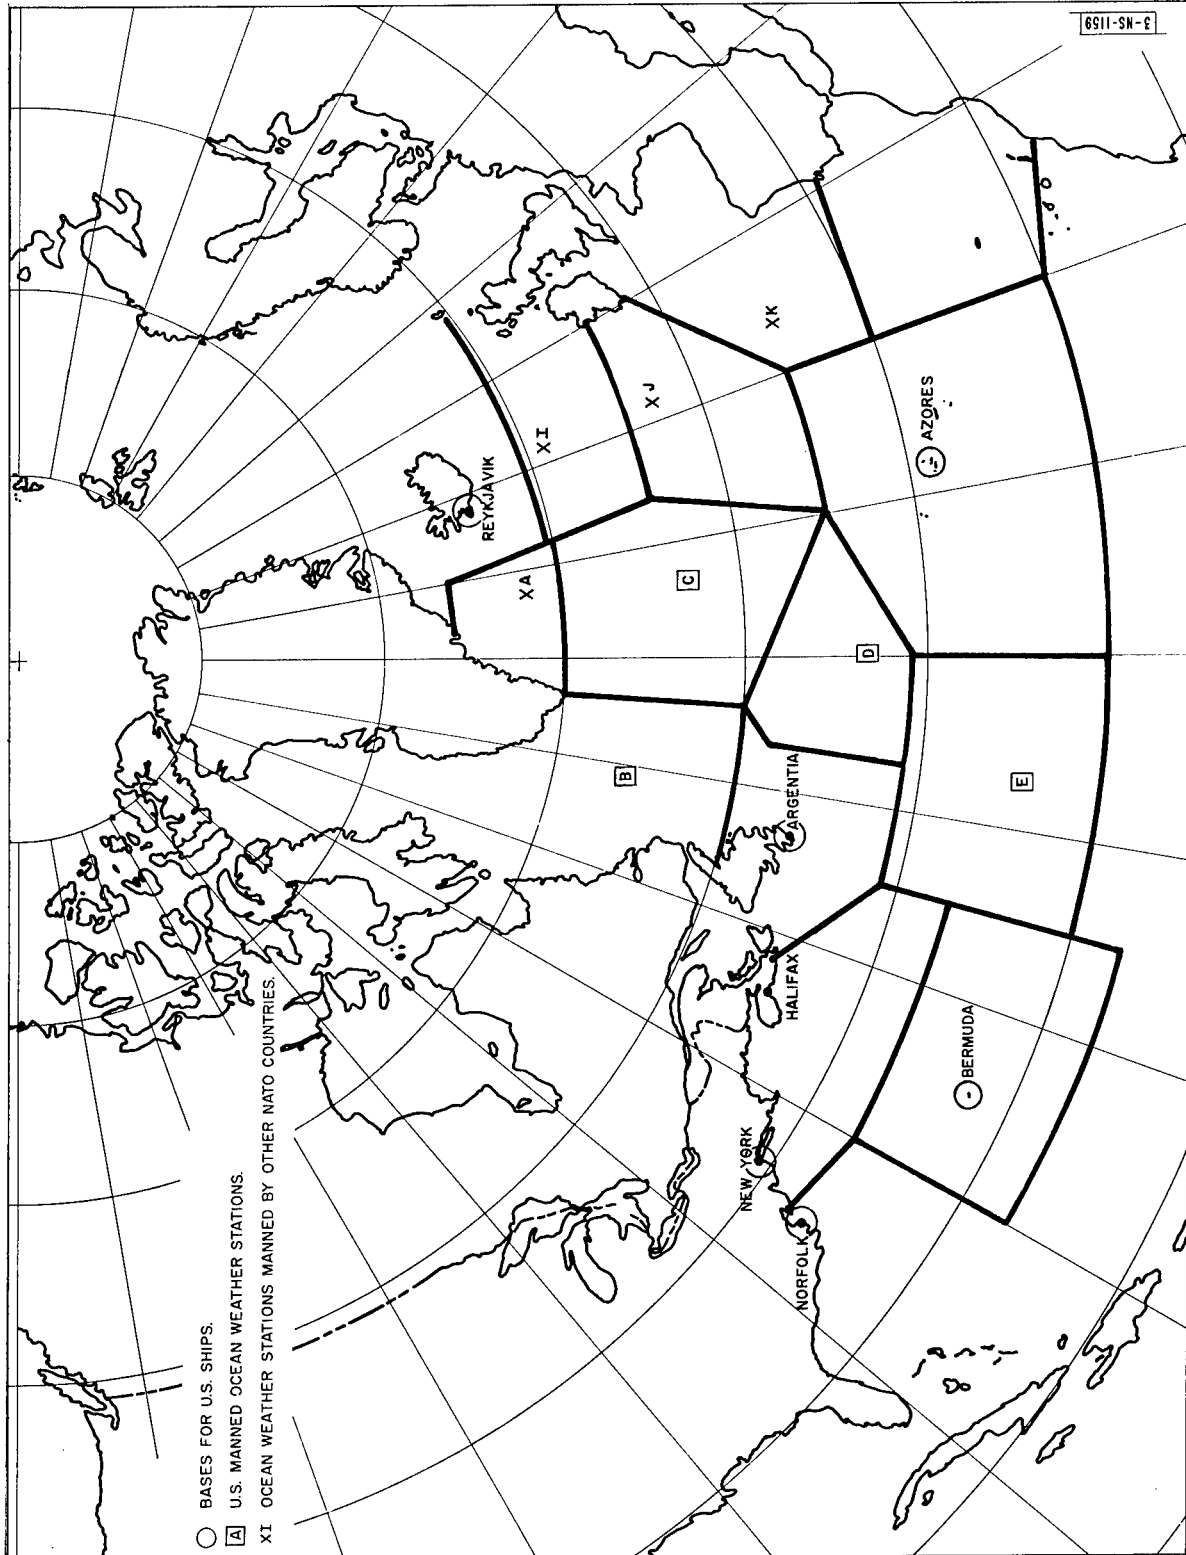 ○ BASES FOR U.S. SHIPS.
A U.S. MANNED OCEAN WEATHER STATIONS.
XI OCEAN WEATHER STATIONS MANNED BY OTHER NATO COUNTRIES.
REYKJAVIK
XA
XI
XJ
XK
B
C
D
E
ARGENTIA
AZORES
HALIFAX
NEW YORK
NORFOLK
BERMUDA
3-NS-1159